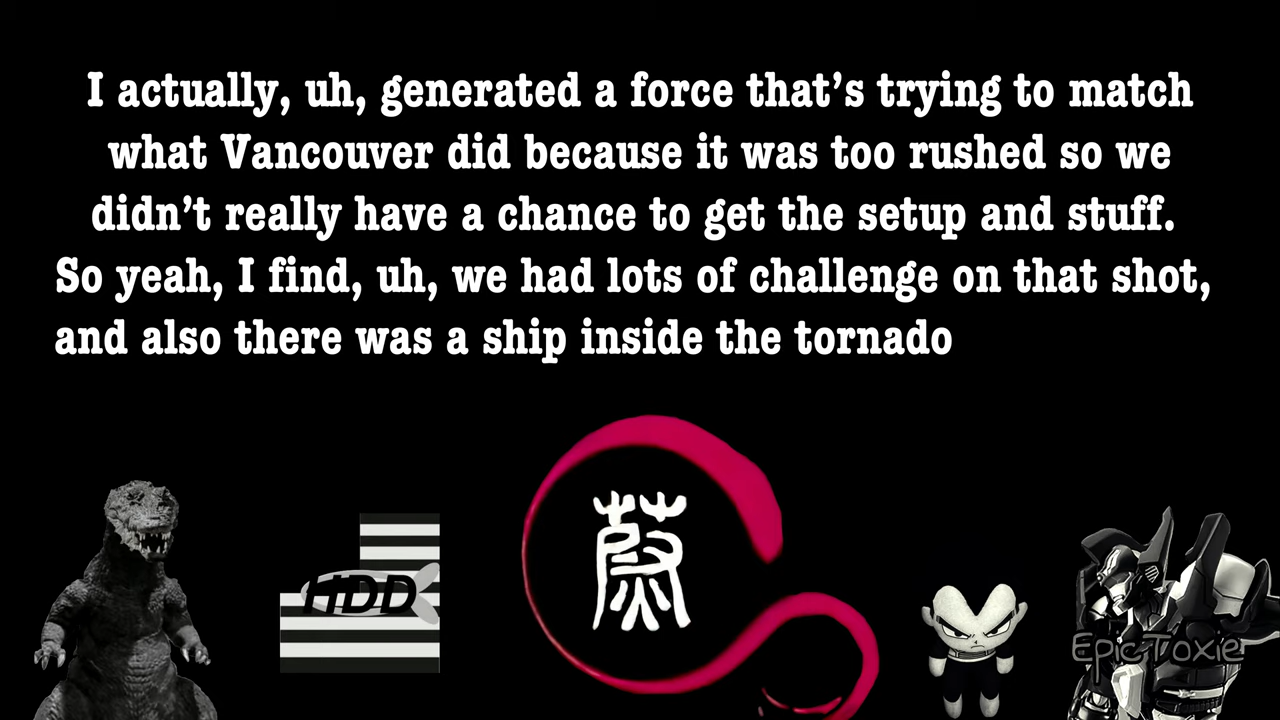 I actually, uh, generated a force that’s trying to match
what Vancouver did because it was too rushed so we
didn’t really have a chance to get the setup and stuff.
So yeah, I find, uh, we had lots of challenge on that shot,
and also there was a ship inside the tornado
HDD
蔚
EpicToxie